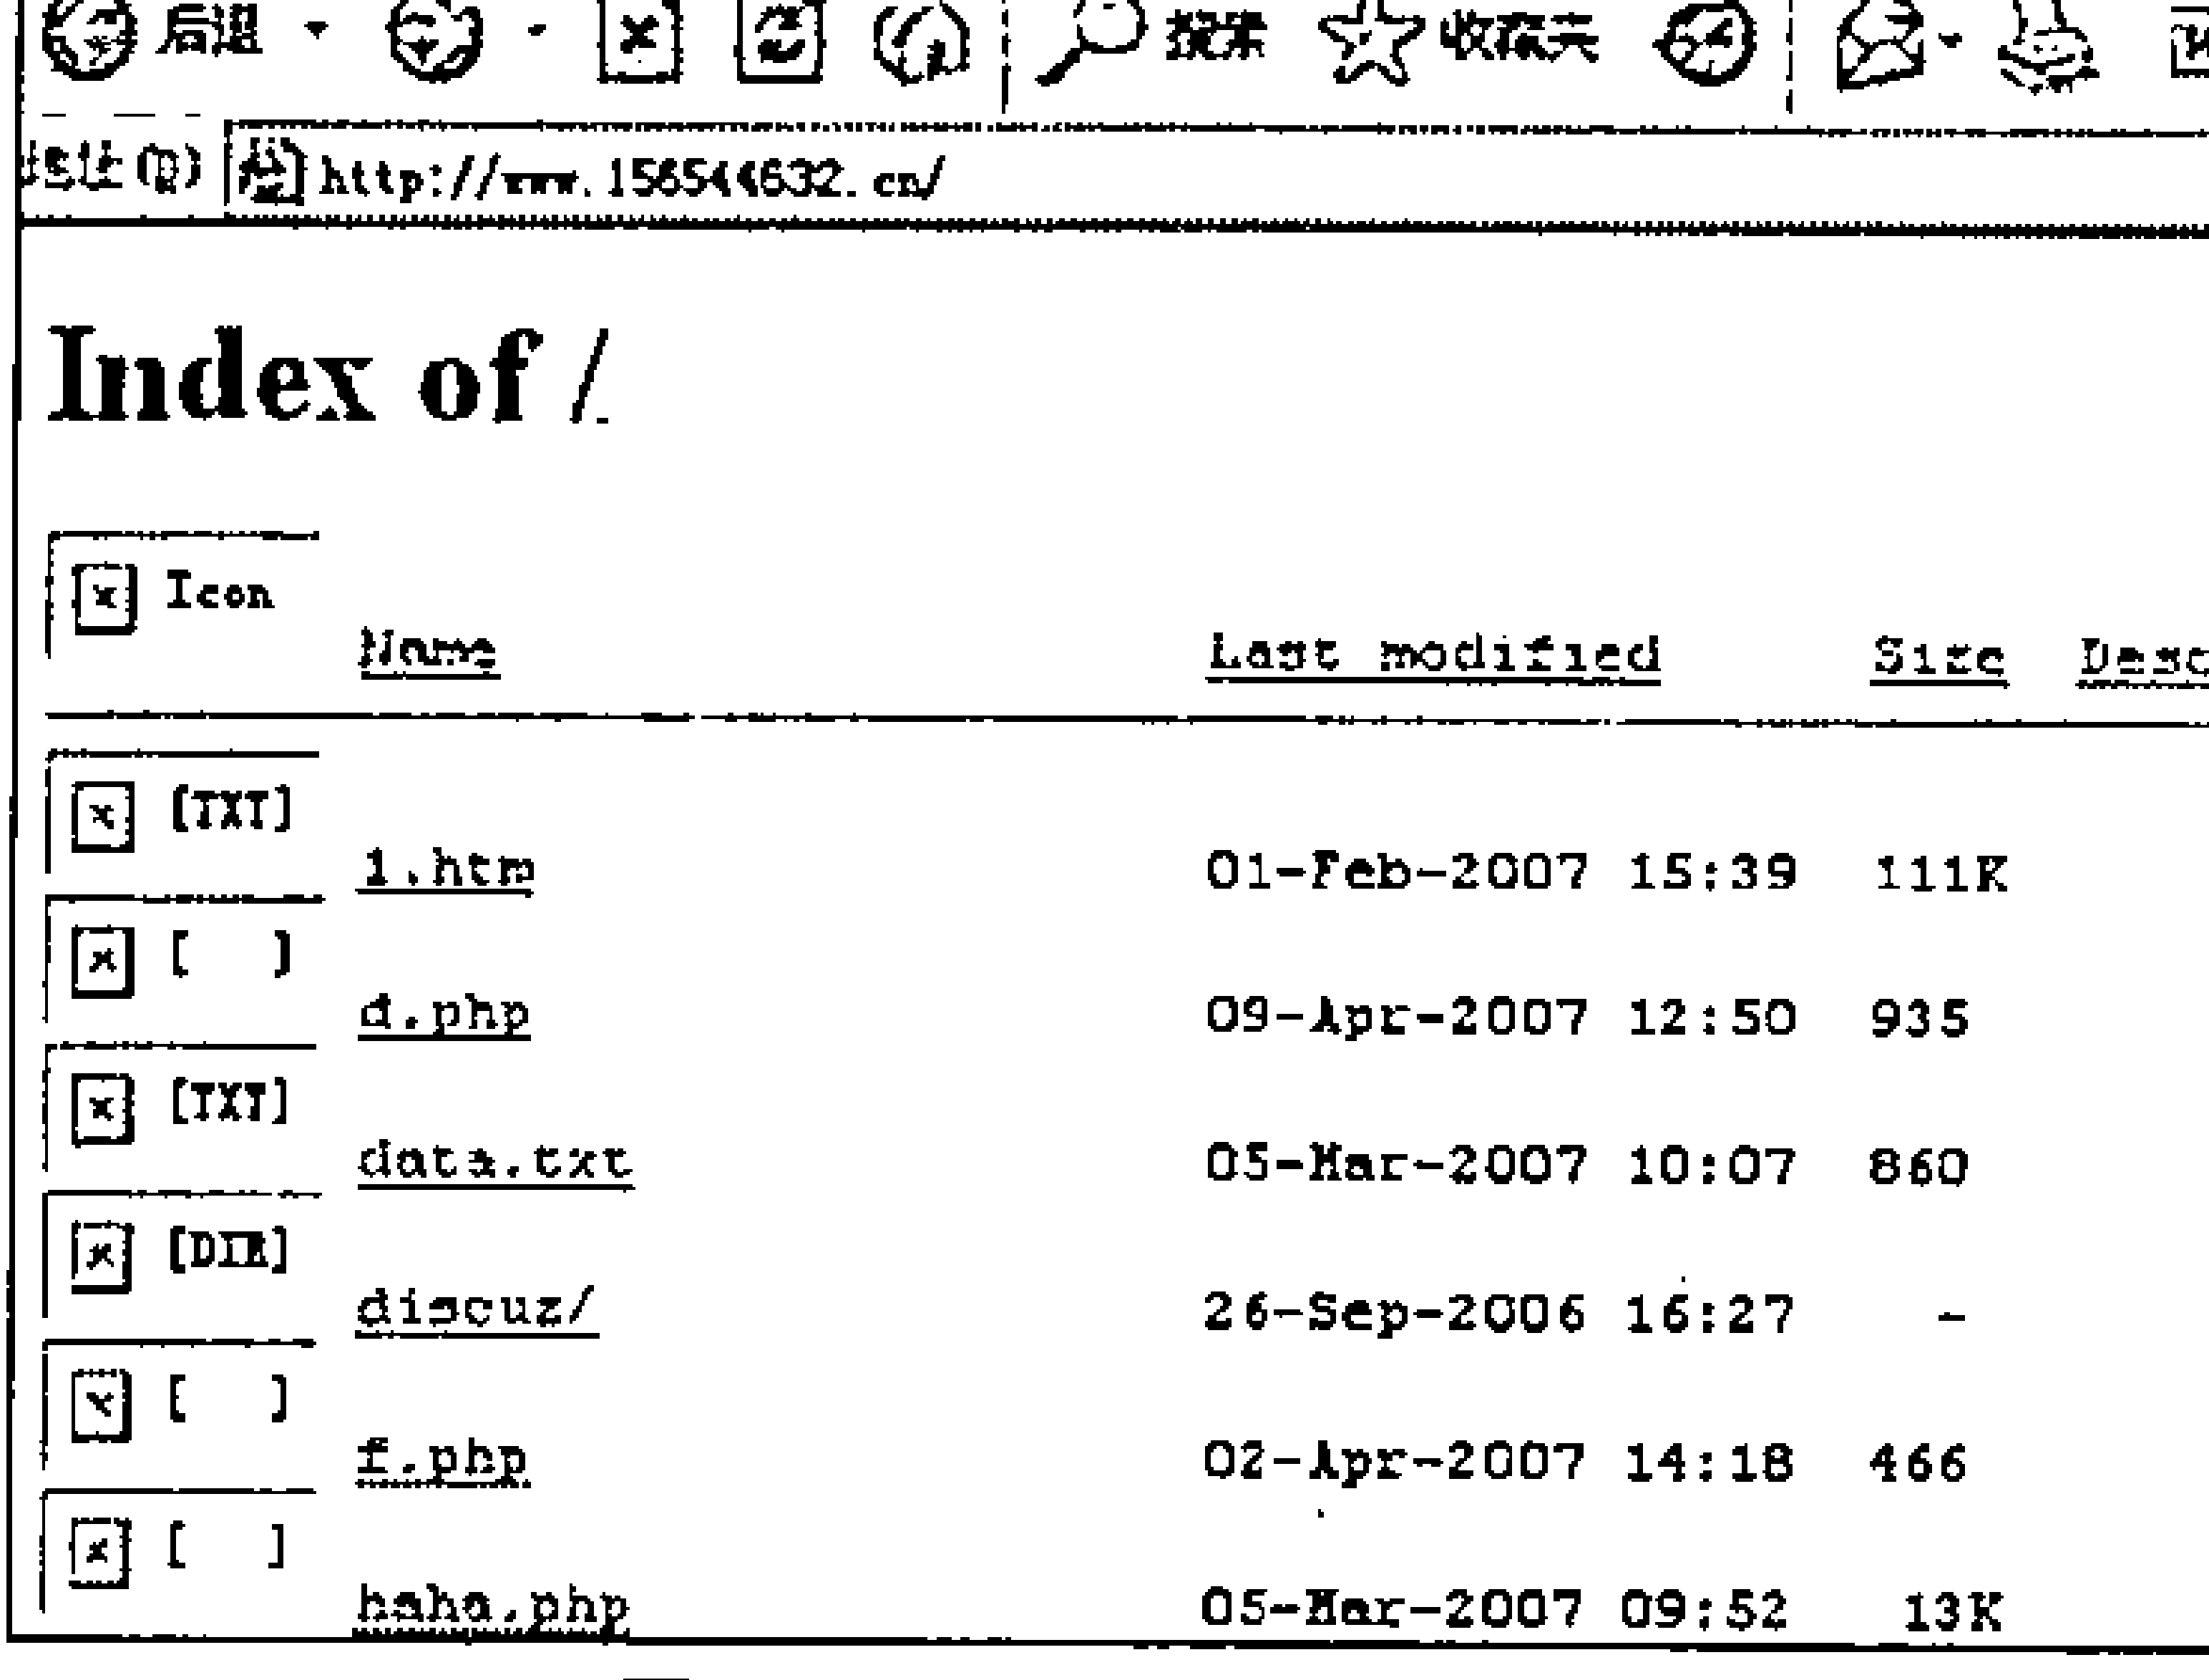 后退 搜索 收藏夹
地址(D) http://www.156544632.cn/
Index of /
Icon Name Last modified Size
[TXT] 1.htm 01-Feb-2007 15:39 111K
[ ] d.php 09-Apr-2007 12:50 935
[TXT] data.txt 05-Mar-2007 10:07 860
[DIR] discuz/ 26-Sep-2006 16:27 -
[ ] f.php 02-Apr-2007 14:18 466
[ ] haha.php 05-Mar-2007 09:52 13K